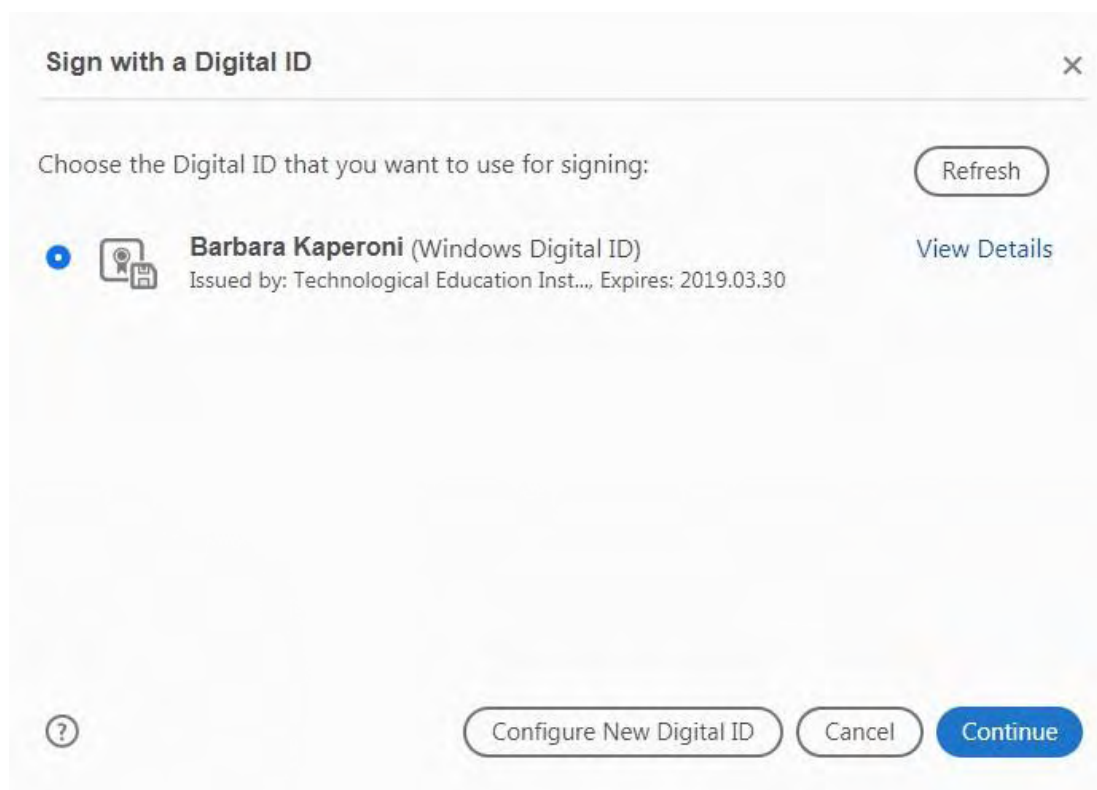 Sign with a Digital ID
Choose the Digital ID that you want to use for signing:
Refresh
Barbara Kaperoni (Windows Digital ID)
View Details
Issued by: Technological Education Inst..., Expires: 2019.03.30
?
Configure New Digital ID
Cancel
Continue